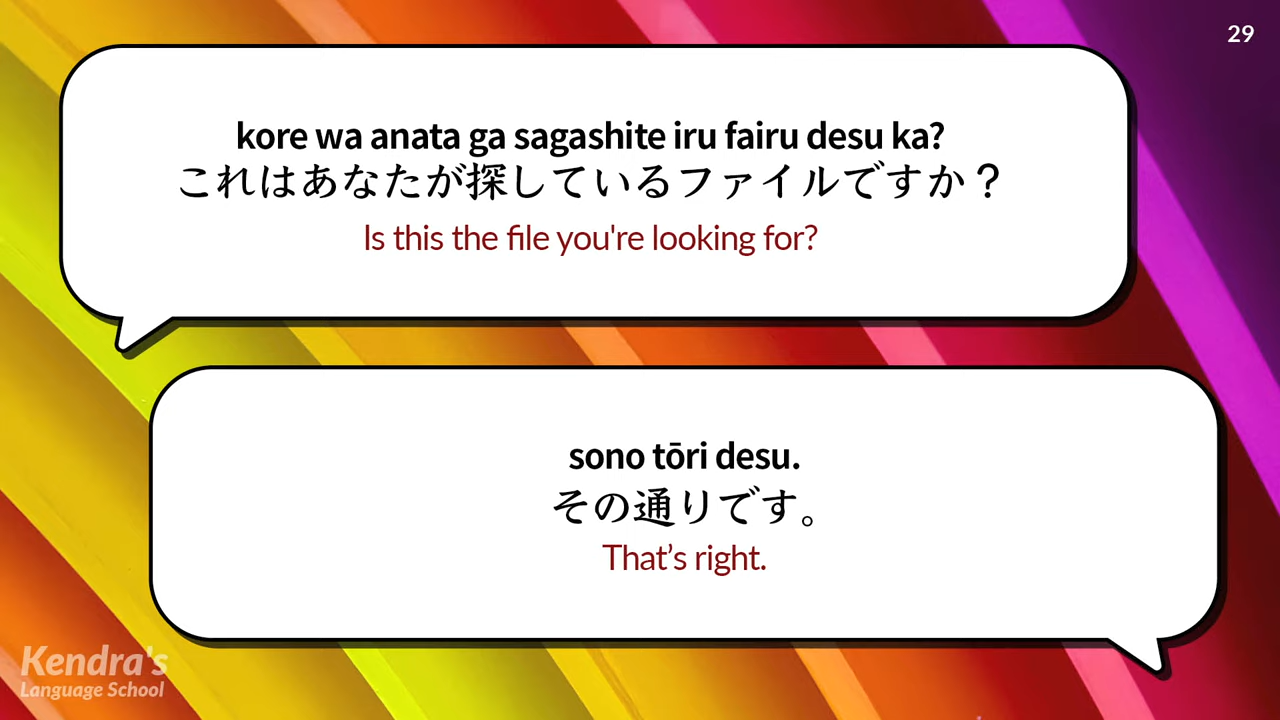 29
kore wa anata ga sagashite iru fairu desu ka?
これはあなたが探しているファイルですか？
Is this the file you're looking for?
sono tōri desu.
その通りです。
That’s right.
Kendra's
Language School